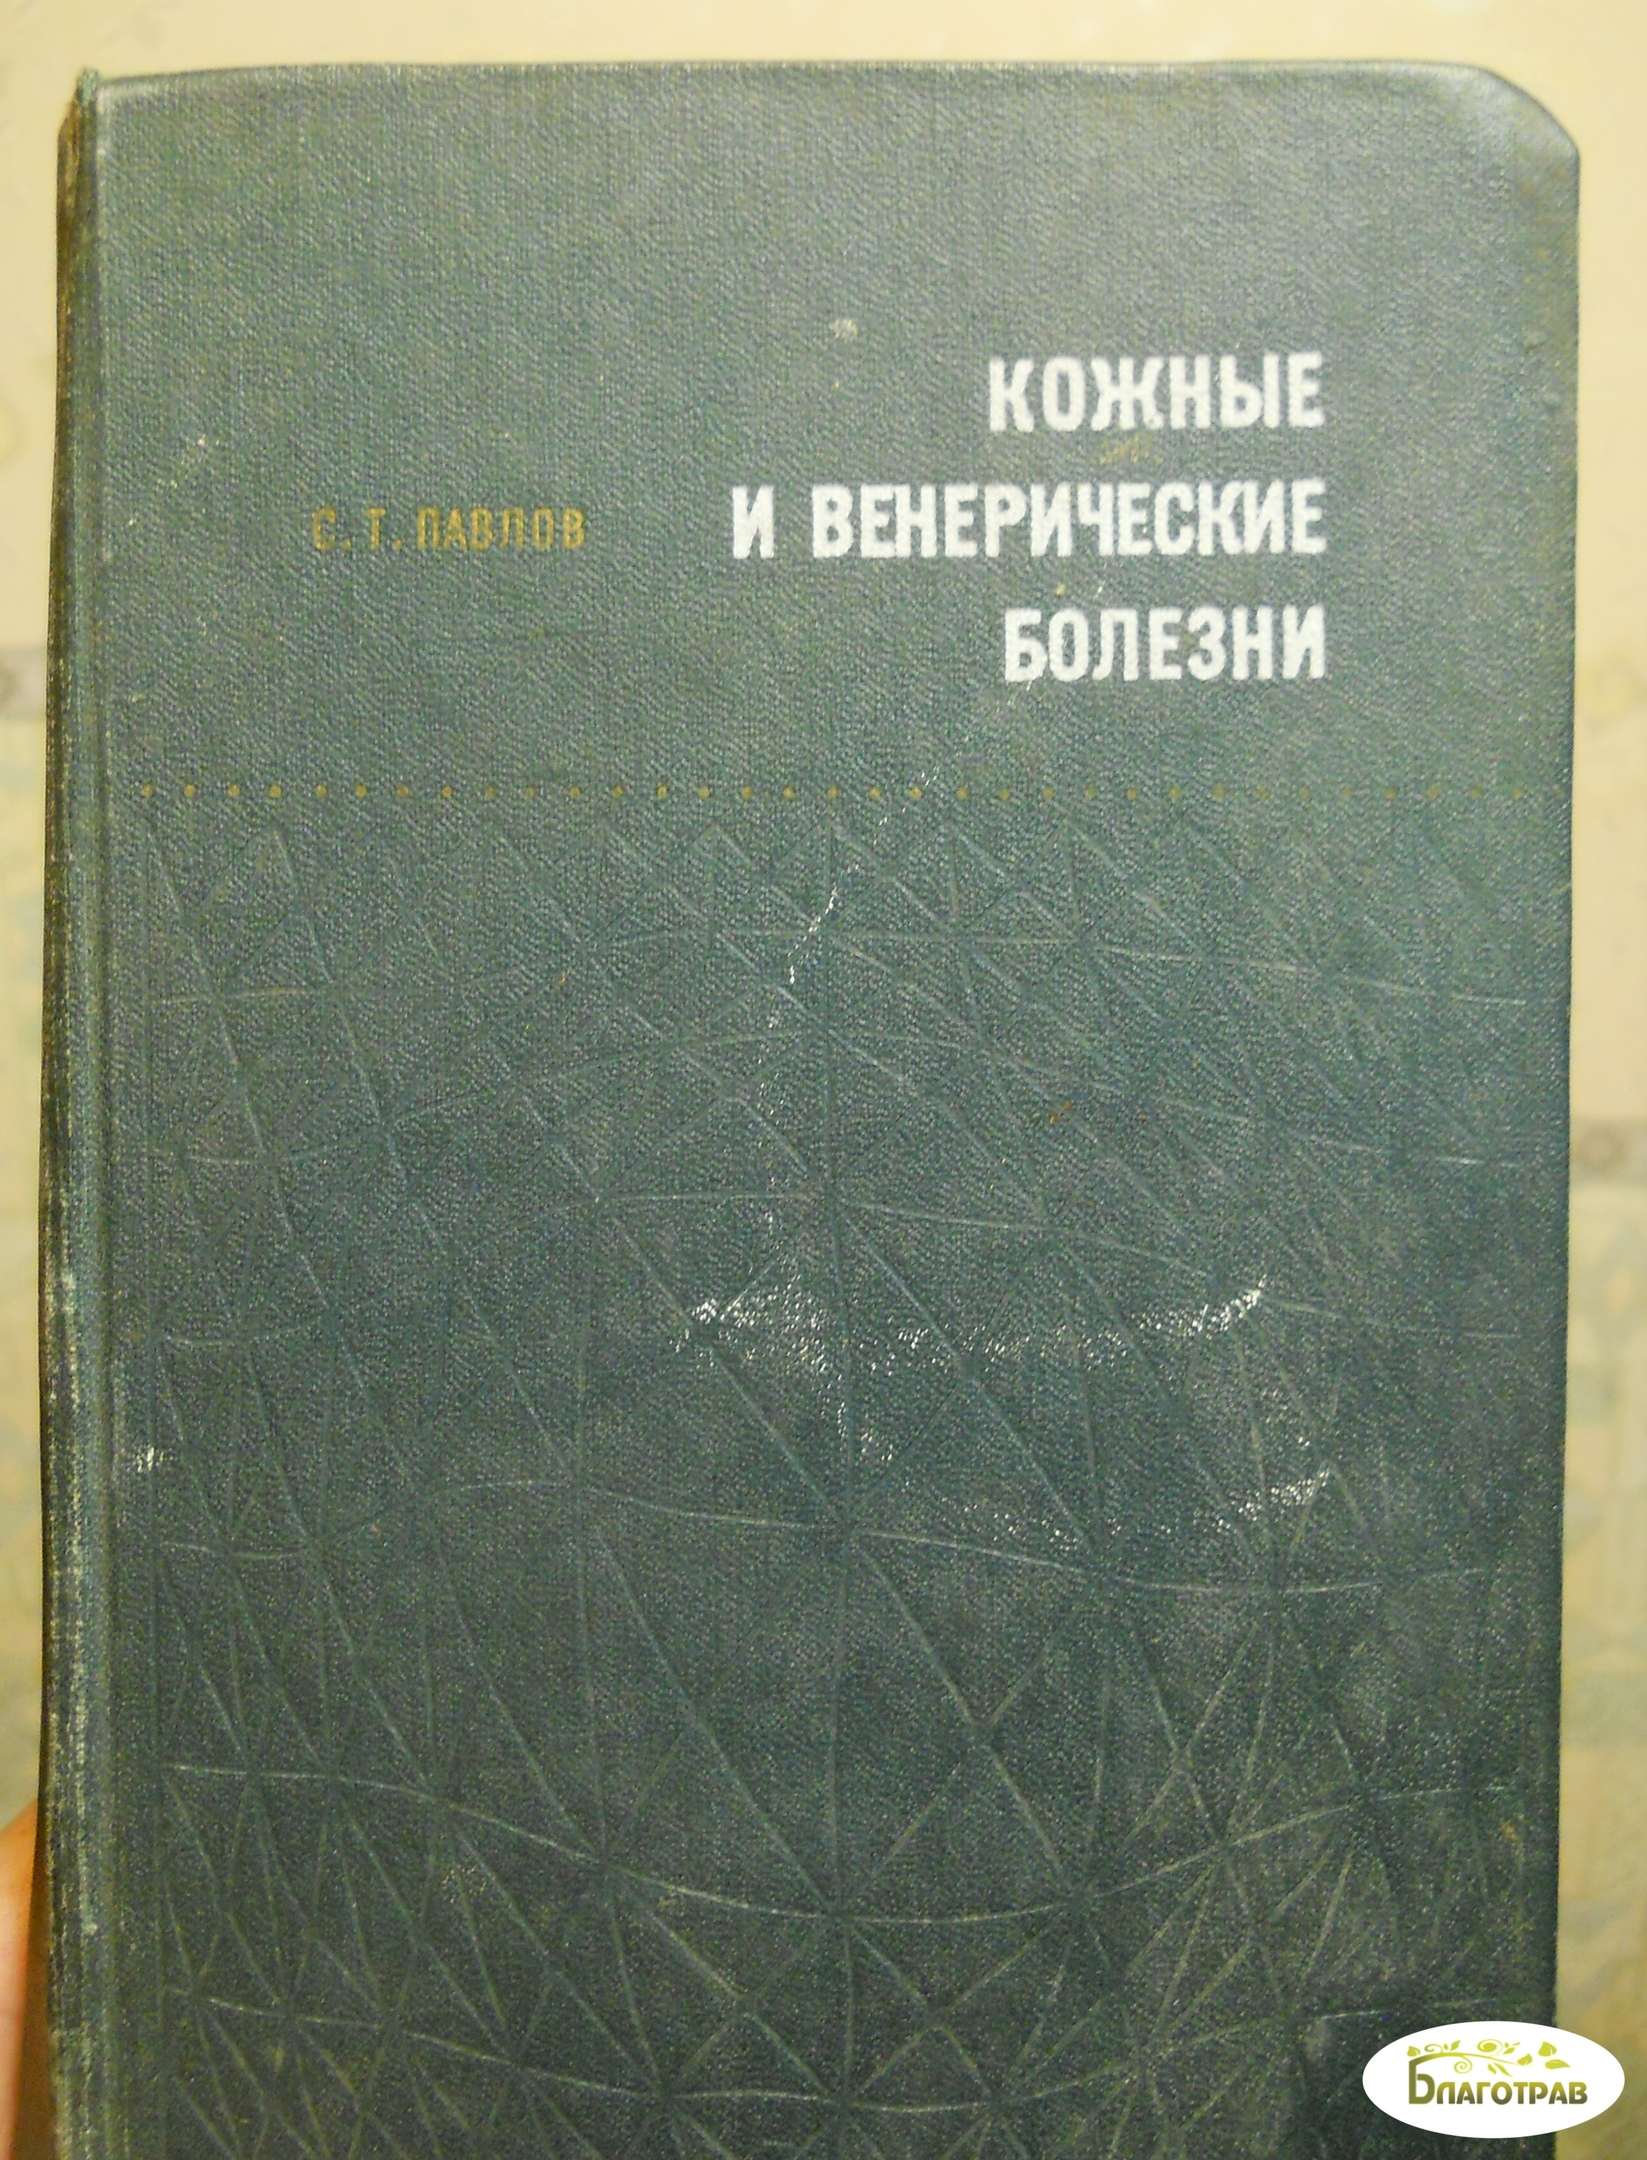 КОЖНЫЕ
С. Т. ПАВЛОВ И ВЕНЕРИЧЕСКИЕ
БОЛЕЗНИ
БЛАГОТРАВ